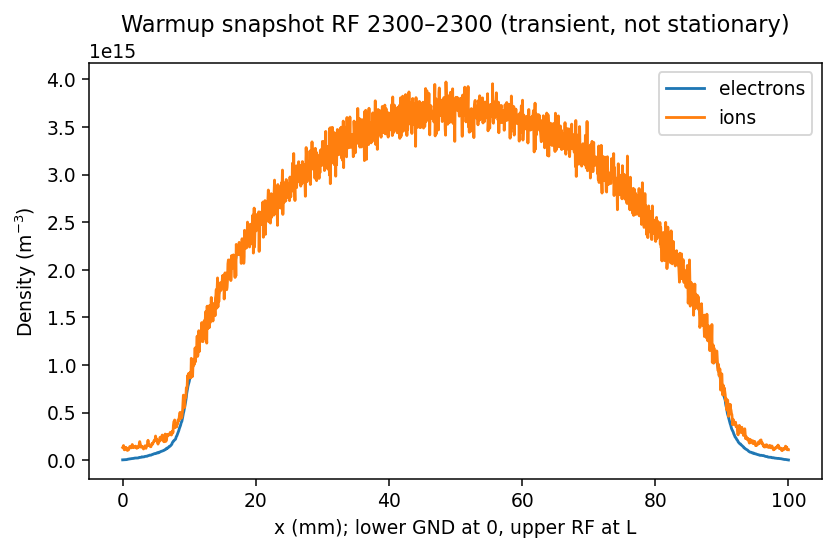 Warmup snapshot RF 2300–2300 (transient, not stationary)
1e15
electrons
ions
Density (m⁻³)
4.0
3.5
3.0
2.5
2.0
1.5
1.0
0.5
0.0
0 20 40 60 80 100
x (mm); lower GND at 0, upper RF at L